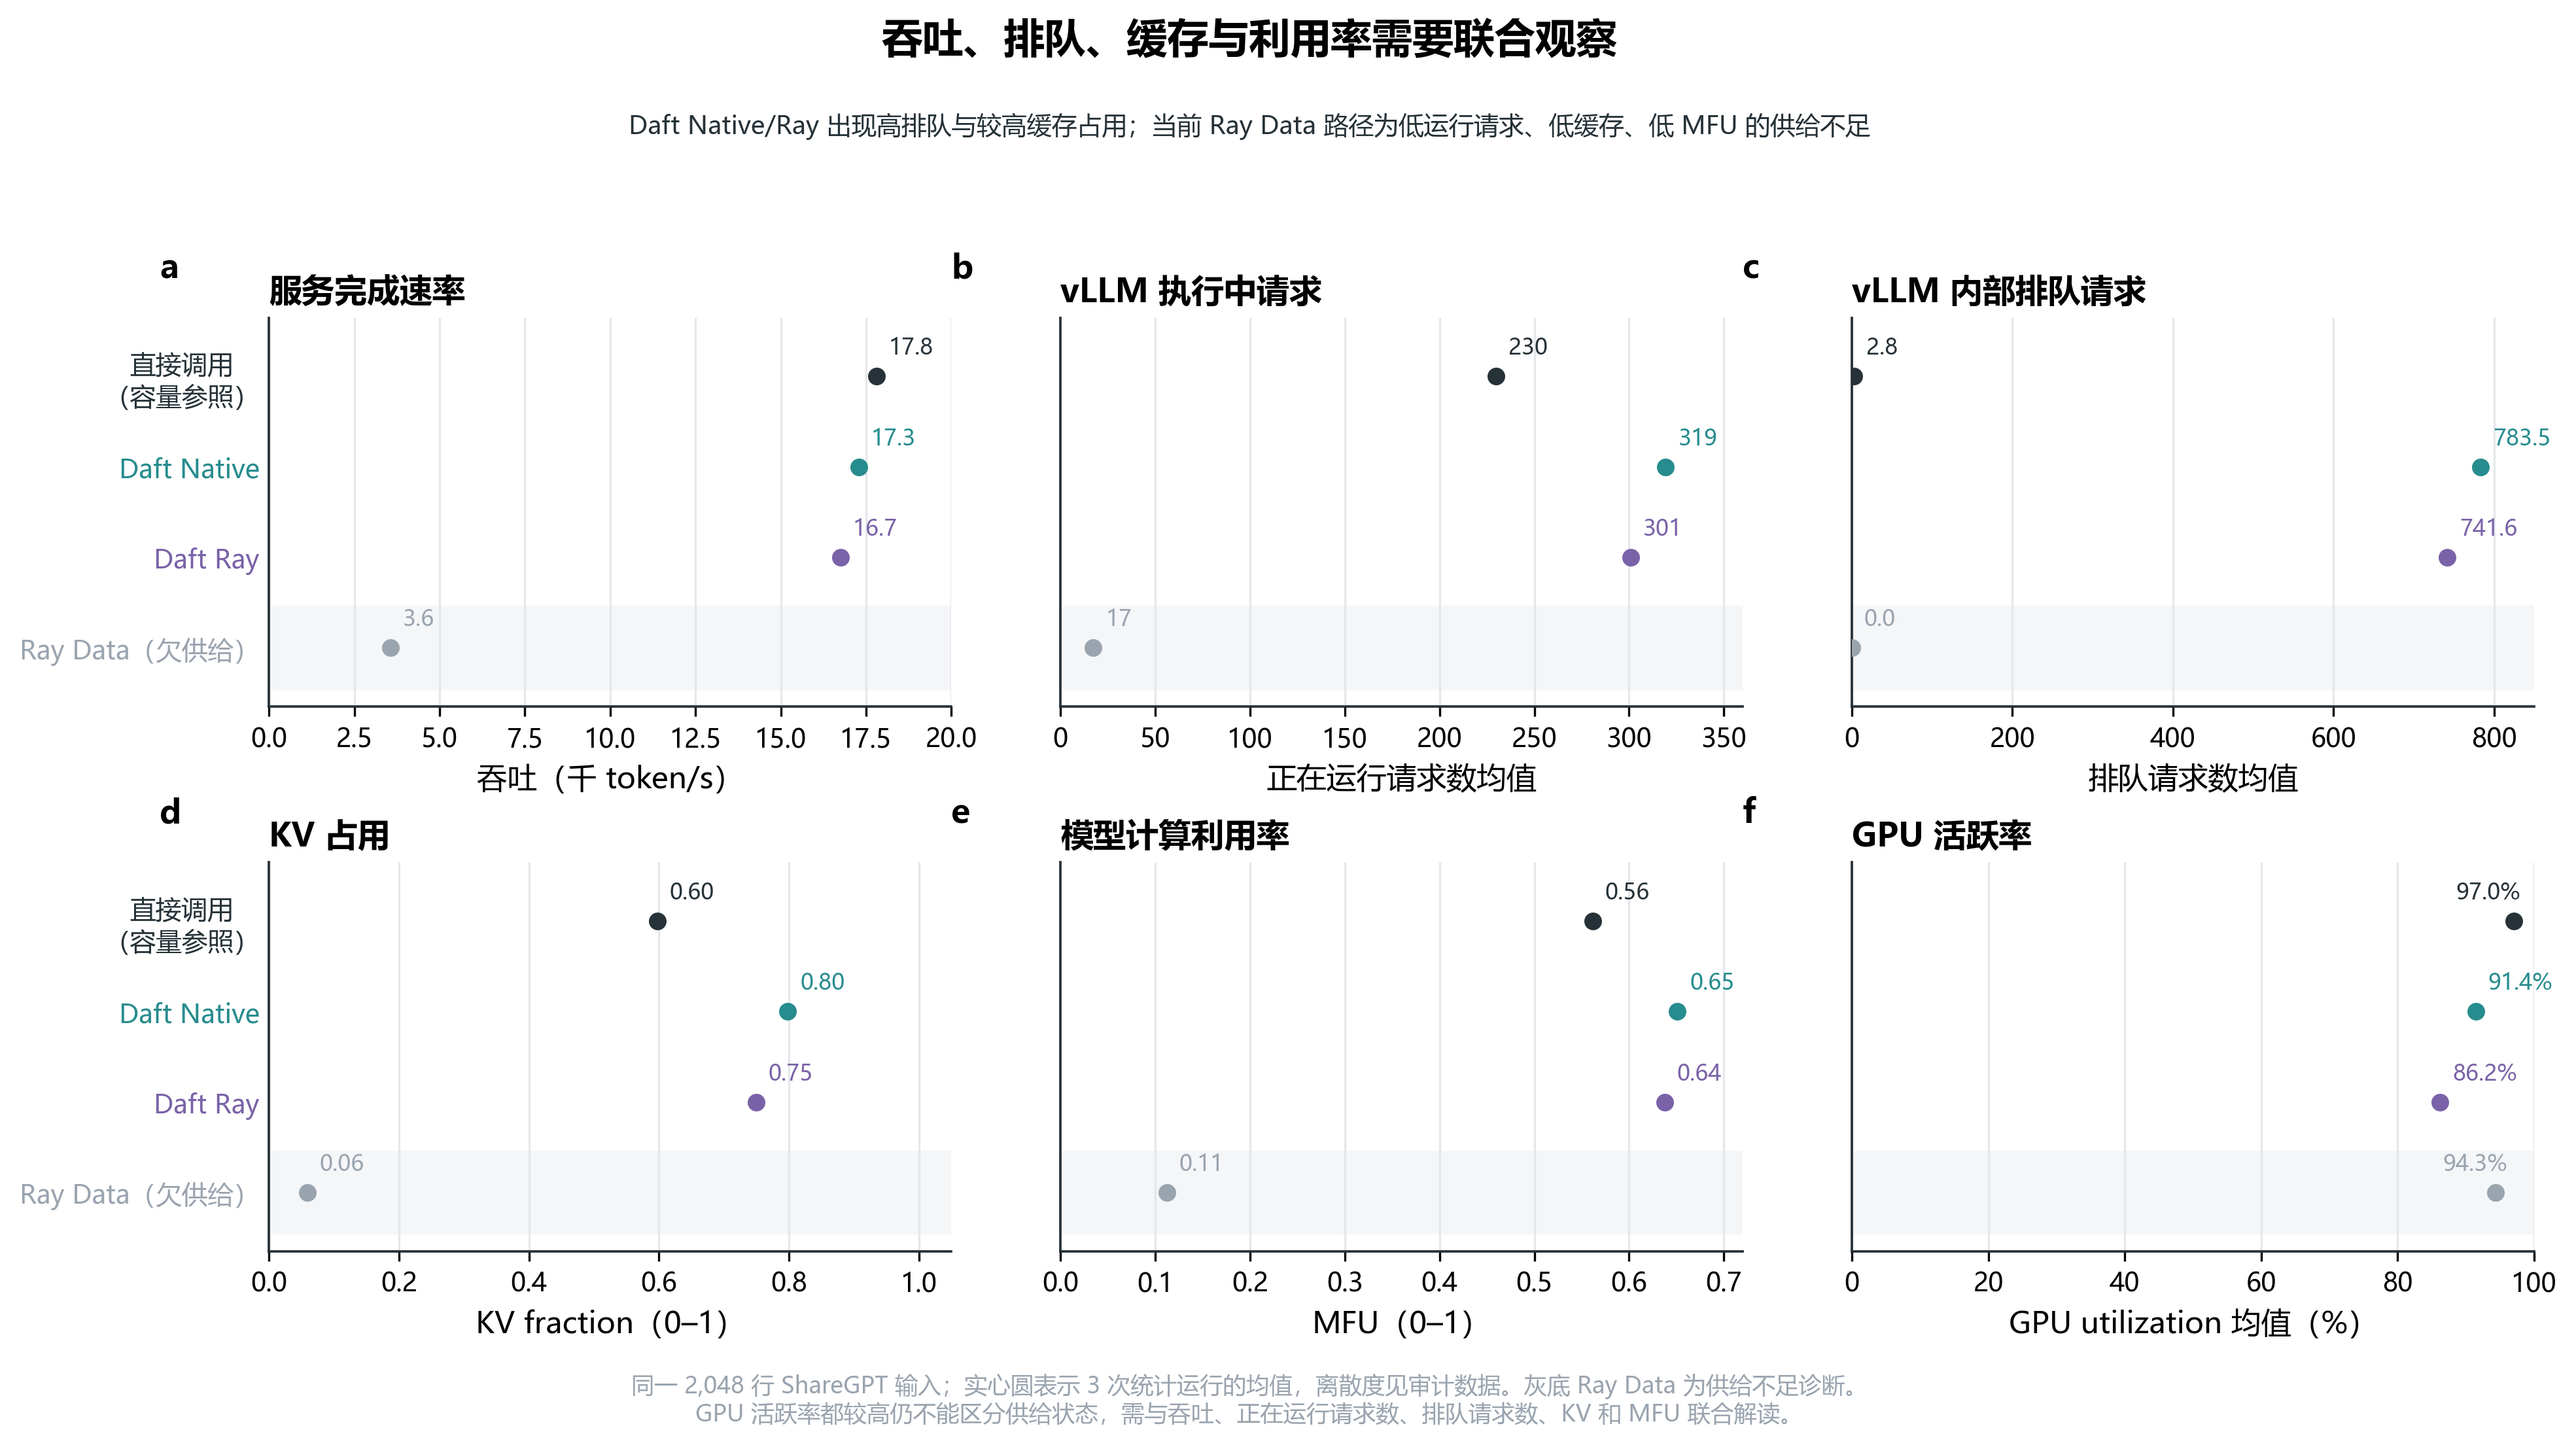 吞吐、排队、缓存与利用率需要联合观察
Daft Native/Ray 出现高排队与较高缓存占用；当前 Ray Data 路径为低运行请求、低缓存、低 MFU 的供给不足
a
服务完成速率
直接调用
（容量参照）
Daft Native
Daft Ray
Ray Data（欠供给）
17.8
17.3
16.7
3.6
0.0 2.5 5.0 7.5 10.0 12.5 15.0 17.5 20.0
吞吐（千 token/s）
b
vLLM 执行中请求
230
319
301
17
0 50 100 150 200 250 300 350
正在运行请求数均值
c
vLLM 内部排队请求
2.8
783.5
741.6
0.0
0 200 400 600 800
排队请求数均值
d
KV 占用
直接调用
（容量参照）
Daft Native
Daft Ray
Ray Data（欠供给）
0.60
0.80
0.75
0.06
0.0 0.2 0.4 0.6 0.8 1.0
KV fraction（0–1）
e
模型计算利用率
0.56
0.65
0.64
0.11
0.0 0.1 0.2 0.3 0.4 0.5 0.6 0.7
MFU（0–1）
f
GPU 活跃率
97.0%
91.4%
86.2%
94.3%
0 20 40 60 80 100
GPU utilization 均值（%）
同一 2,048 行 ShareGPT 输入；实心圆表示 3 次统计运行的均值，离散度见审计数据。灰底 Ray Data 为供给不足诊断。
GPU 活跃率都较高仍不能区分供给状态，需与吞吐、正在运行请求数、排队请求数、KV 和 MFU 联合解读。